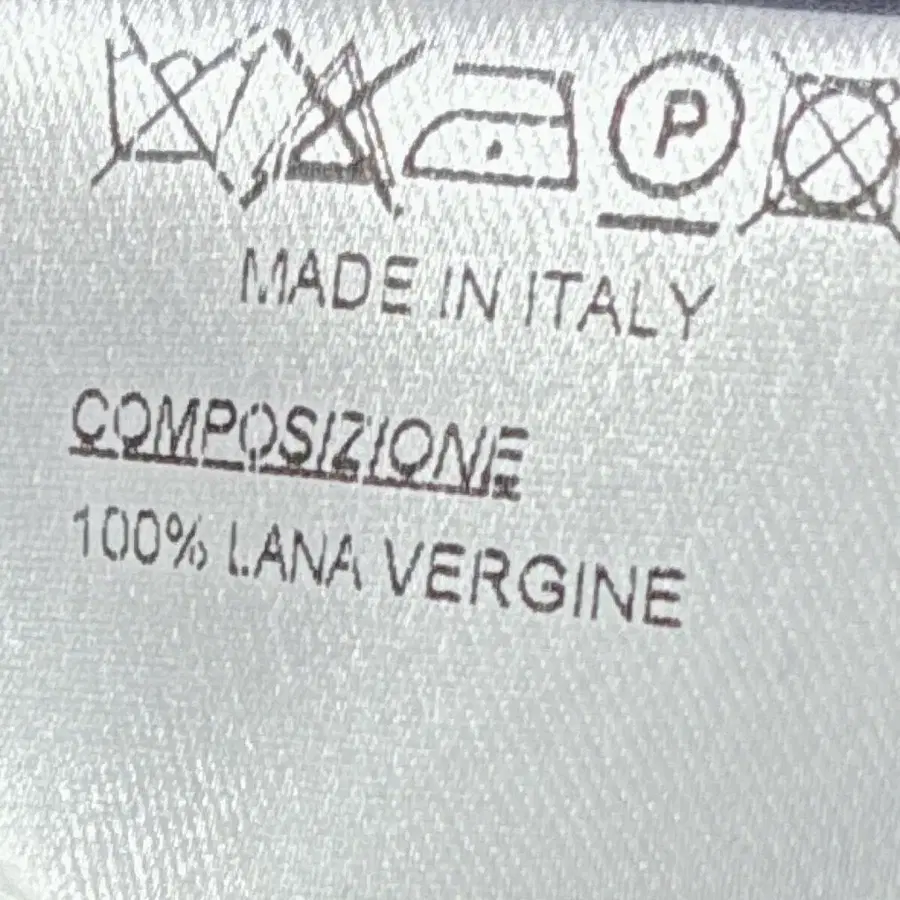 P
MADE IN ITALY
COMPOSIZIONE
100% LANA VERGINE